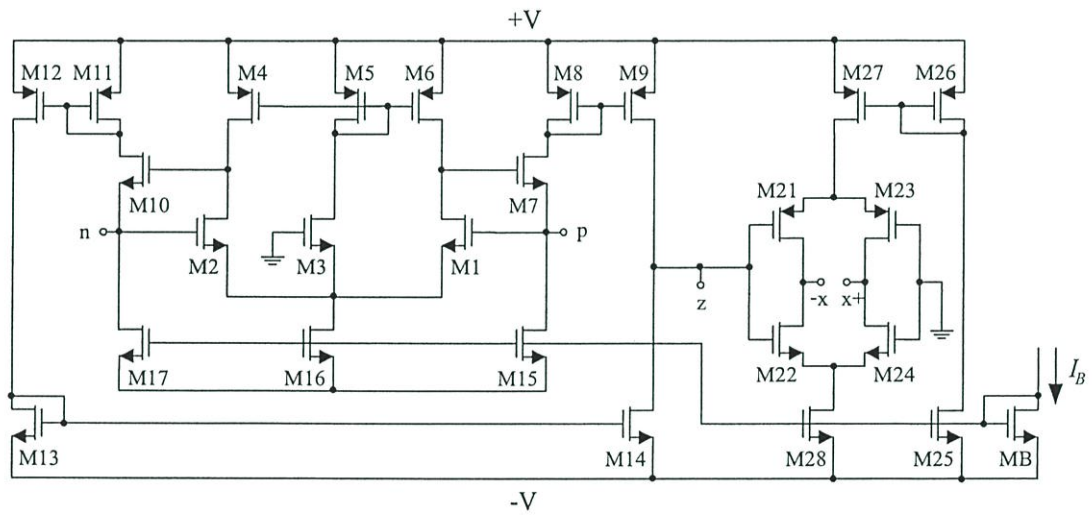 +V
M12 M11 M4 M5 M6 M8 M9 M27 M26
M10 M7 M21 M23
n M2 M3 M1 p
z -x x+
M17 M16 M15 M22 M24
I_B
M13 M14 M28 M25 MB
-V